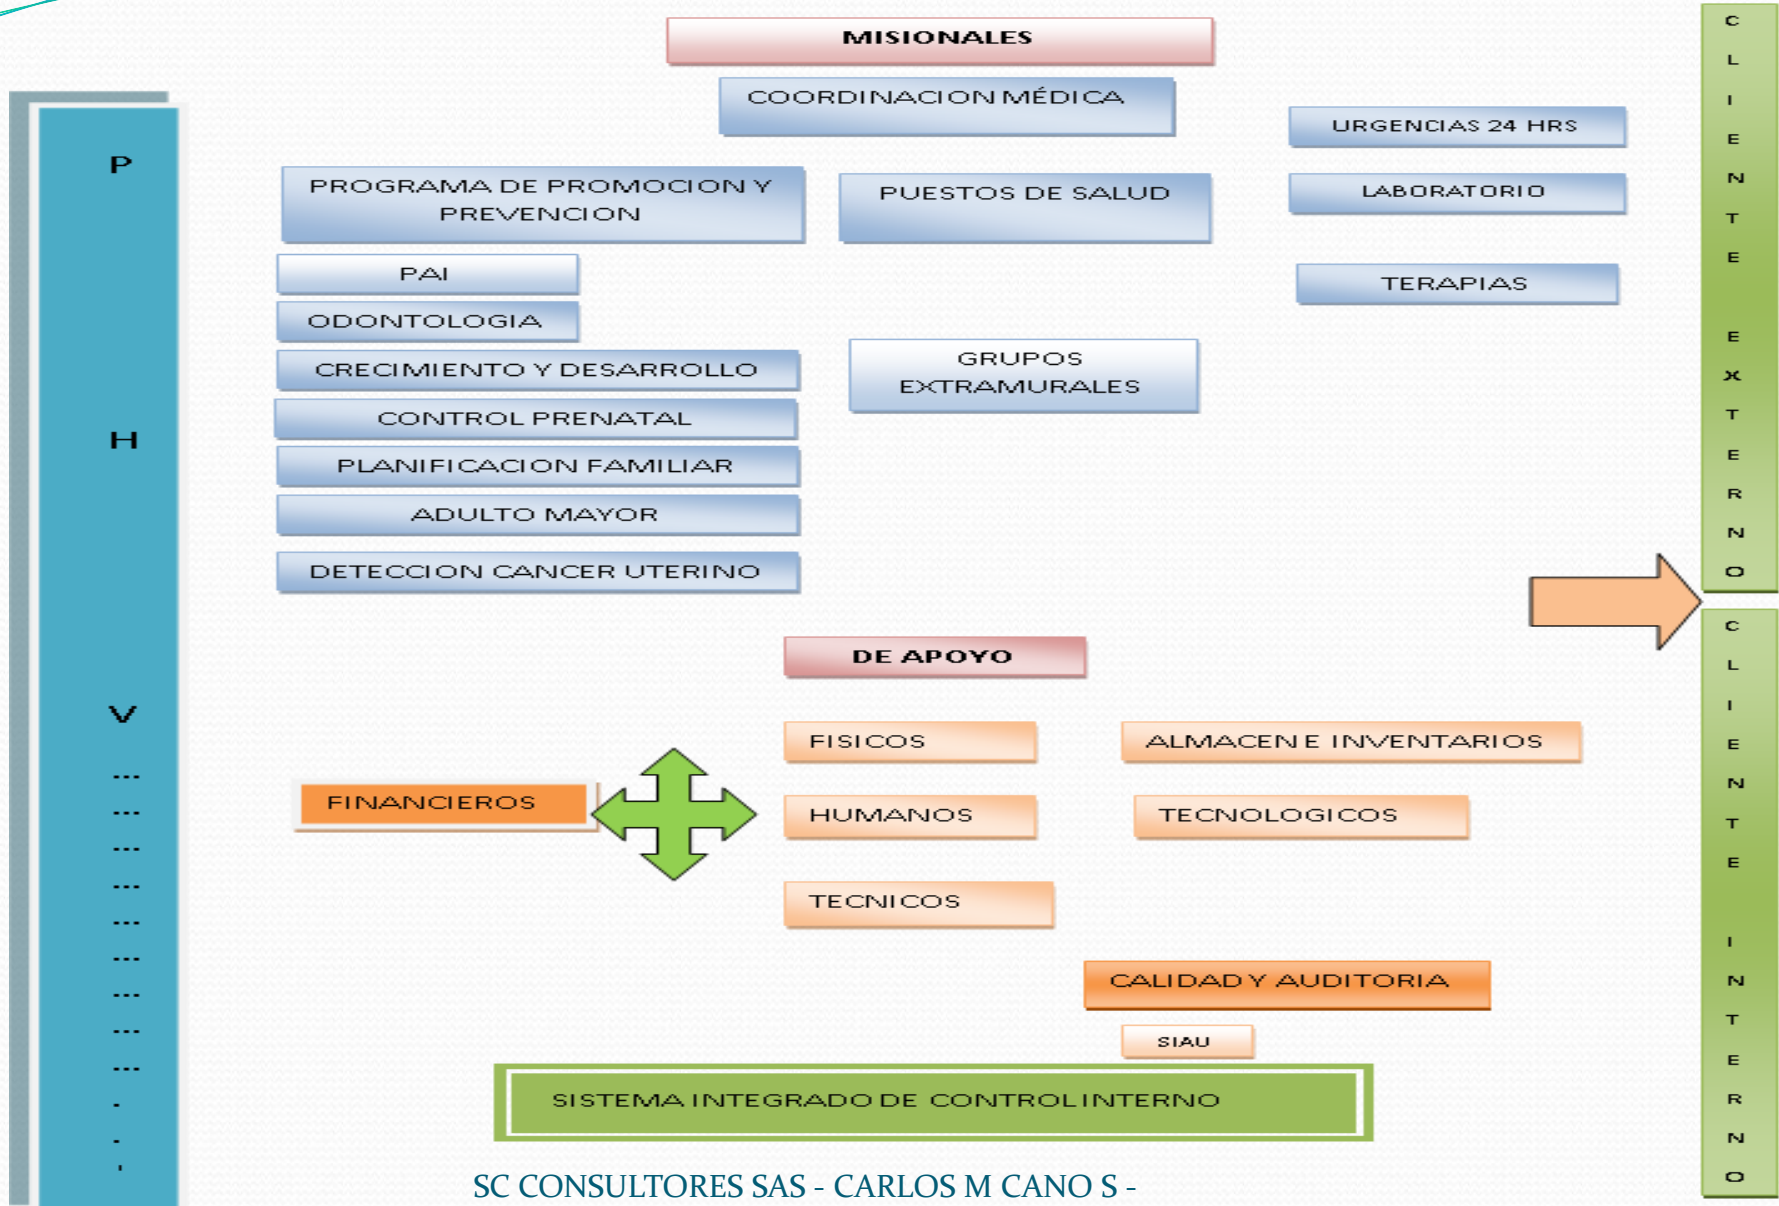 MISIONALES
COORDINACION MÉDICA
URGENCIAS 24 HRS
PROGRAMA DE PROMOCION Y
PREVENCION
PUESTOS DE SALUD
LABORATORIO
PAI
TERAPIAS
ODONTOLOGIA
CRECIMIENTO Y DESARROLLO
GRUPOS
EXTRAMURALES
CONTROL PRENATAL
PLANIFICACION FAMILIAR
ADULTO MAYOR
DETECCION CANCER UTERINO
DE APOYO
FISICOS
ALMACEN E INVENTARIOS
FINANCIEROS
HUMANOS
TECNOLOGICOS
TECNICOS
CALIDAD Y AUDITORIA
SIAU
SISTEMA INTEGRADO DE CONTROL INTERNO
P
H
V
...
...
...
...
...
...
...
...
...
.
.
.
CLIENTE EXTERNO
CLIENTE INTERNO
SC CONSULTORES SAS - CARLOS M CANO S -